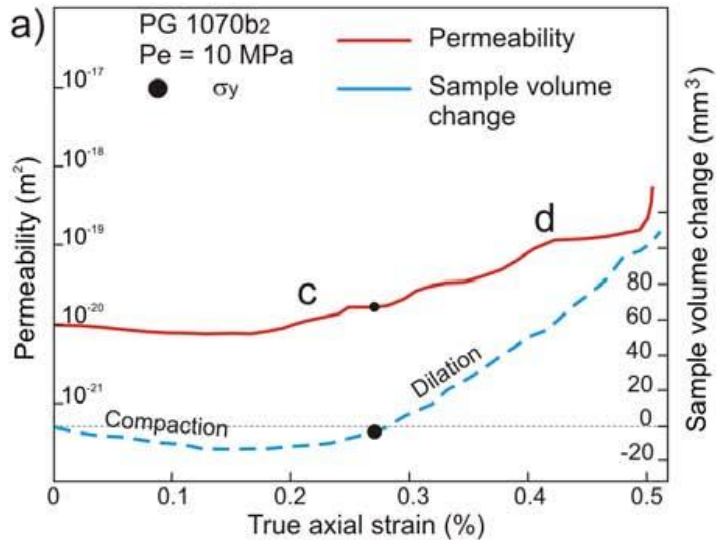 a)
PG 1070b2
Pe = 10 MPa
σy
Permeability
Sample volume
change
Permeability (m²)
10⁻¹⁷
10⁻¹⁸
10⁻¹⁹
10⁻²⁰
10⁻²¹
c
d
Compaction
Dilation
80
60
40
20
0
-20
Sample volume change (mm³)
0 0.1 0.2 0.3 0.4 0.5
True axial strain (%)